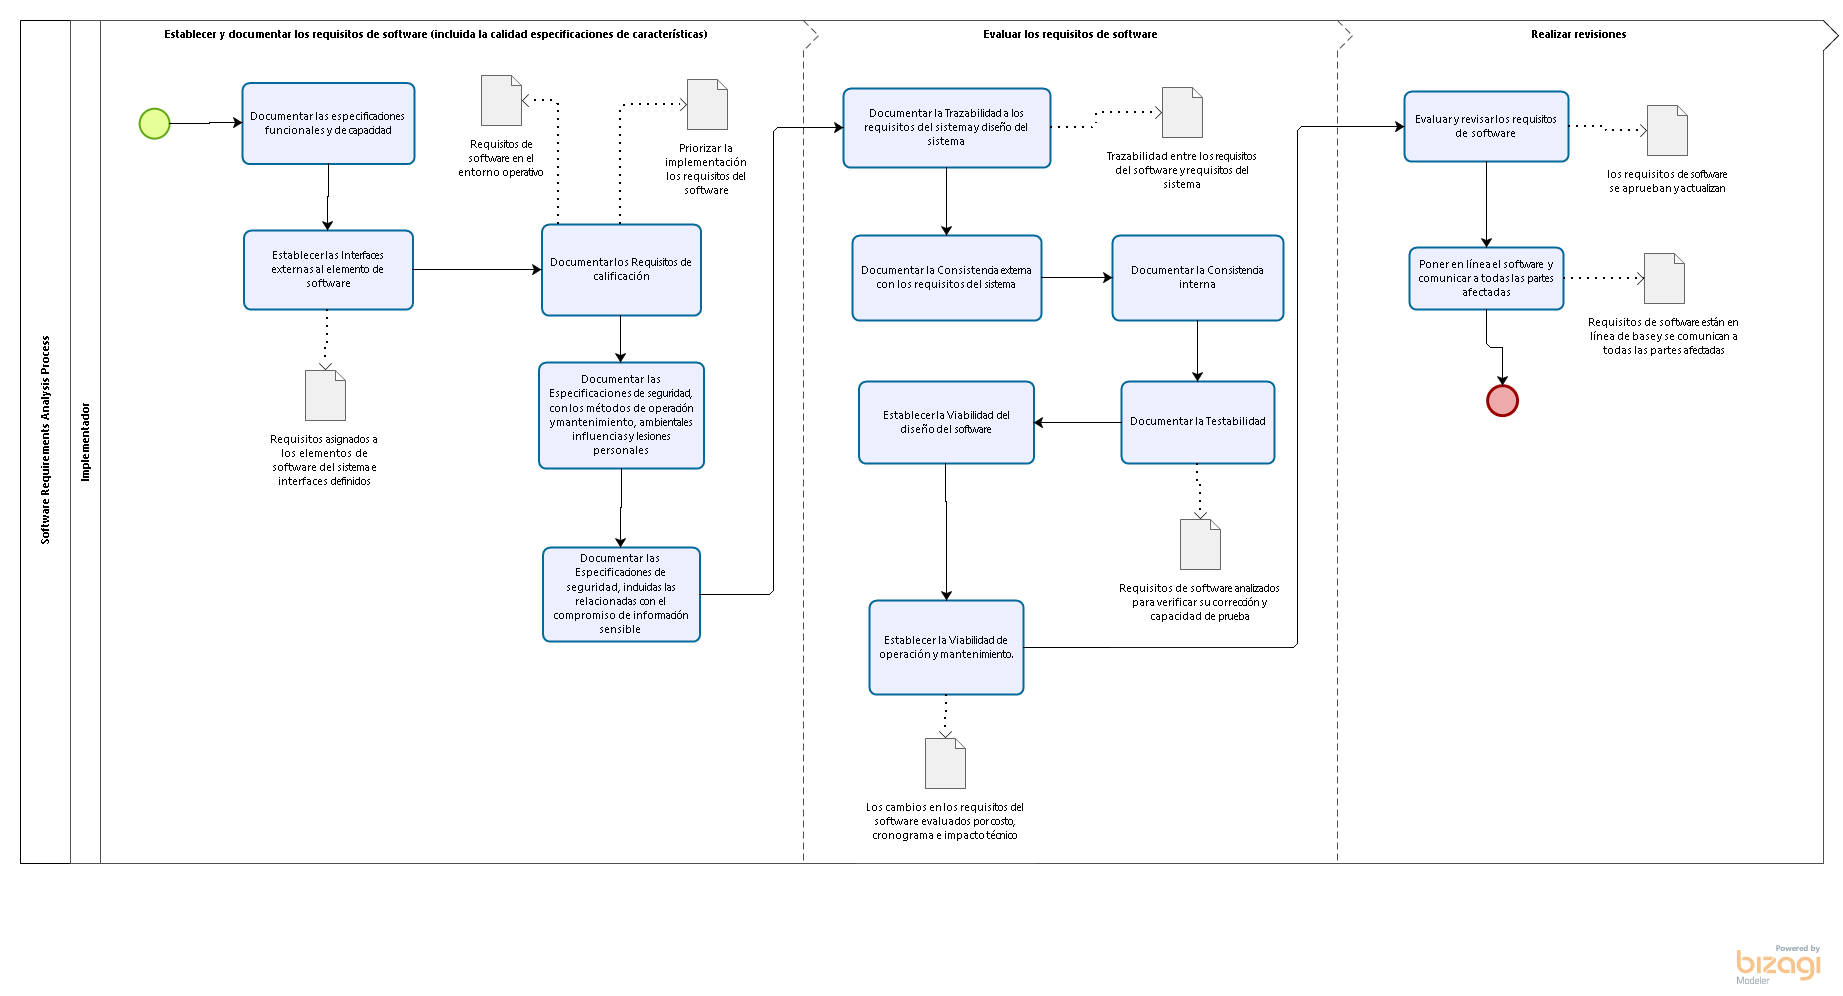 Software Requirements Analysis Process
Implementador
Establecer y documentar los requisitos de software (incluida la calidad especificaciones de características)
Documentar las especificaciones
funcionales y de capacidad
Requisitos de
software en el
entorno operativo
Priorizar la
implementación
los requisitos del
software
Establecer las Interfaces
externas al elemento de
software
Documentar los Requisitos de
calificación
Requisitos asignados a
los elementos de
software del sistema e
interfaces definidos
Documentar las
Especificaciones de seguridad,
con los métodos de operación
y mantenimiento, ambientales
influencias y lesiones
personales
Documentar las
Especificaciones de
seguridad, incluidas las
relacionadas con el
compromiso de información
sensible
Evaluar los requisitos de software
Documentar la Trazabilidad a los
requisitos del sistema y diseño del
sistema
Trazabilidad entre los requisitos
del software y requisitos del
sistema
Documentar la Consistencia externa
con los requisitos del sistema
Documentar la Consistencia
interna
Establecer la Viabilidad del
diseño del software
Documentar la Testabilidad
Requisitos de software analizados
para verificar su corrección y
capacidad de prueba
Establecer la Viabilidad de
operación y mantenimiento.
Los cambios en los requisitos del
software evaluados por costo,
cronograma e impacto técnico
Realizar revisiones
Evaluar y revisar los requisitos
de software
los requisitos de software
se aprueban y actualizan
Poner en línea el software y
comunicar a todas las partes
afectadas
Requisitos de software están en
línea de base y se comunican a
todas las partes afectadas
Powered by
bizagi
Modeler